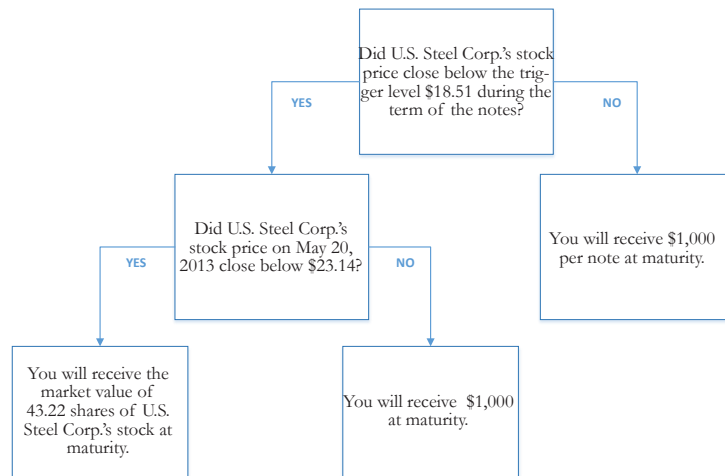 Did U.S. Steel Corp.'s stock
price close below the trig-
ger level $18.51 during the
term of the notes?
YES
NO
Did U.S. Steel Corp.'s
stock price on May 20,
2013 close below $23.14?
You will receive $1,000
per note at maturity.
YES
NO
You will receive the
market value of
43.22 shares of U.S.
Steel Corp.'s stock at
maturity.
You will receive $1,000
at maturity.